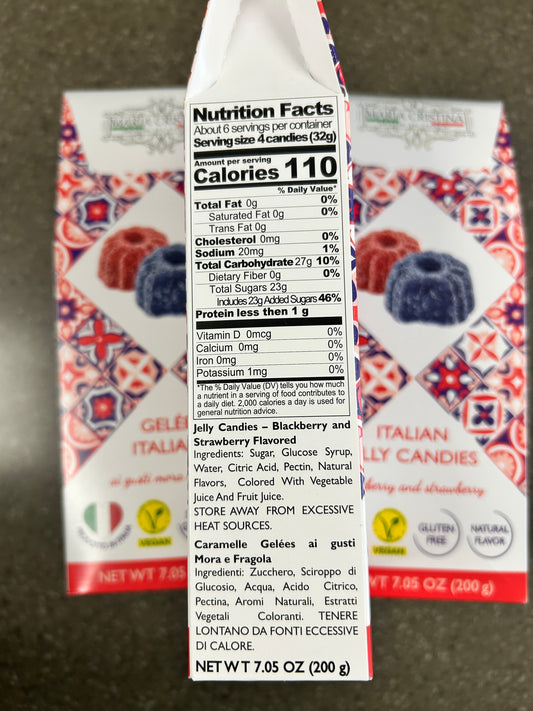 Nutrition Facts
About 6 servings per container
Serving size 4 candies (32g)
Amount per serving
Calories 110
% Daily Value*
Total Fat 0g 0%
Saturated Fat 0g 0%
Trans Fat 0g
Cholesterol 0mg 0%
Sodium 20mg 1%
Total Carbohydrate 27g 10%
Dietary Fiber 0g 0%
Total Sugars 23g
Includes 23g Added Sugars 46%
Protein less then 1 g
Vitamin D 0mcg 0%
Calcium 0mg 0%
Iron 0mg 0%
Potassium 1mg 0%
*The % Daily Value (DV) tells you how much
a nutrient in a serving of food contributes to
a daily diet. 2,000 calories a day is used for
general nutrition advice.
Jelly Candies – Blackberry and
Strawberry Flavored
Ingredients: Sugar, Glucose Syrup,
Water, Citric Acid, Pectin, Natural
Flavors, Colored With Vegetable
Juice And Fruit Juice.
STORE AWAY FROM EXCESSIVE
HEAT SOURCES.
Caramelle Gelées ai gusti
Mora e Fragola
Ingredienti: Zucchero, Sciroppo di
Glucosio, Acqua, Acido Citrico,
Pectina, Aromi Naturali, Estratti
Vegetali Coloranti. TENERE
LONTANO DA FONTI ECCESSIVE
DI CALORE.
NET WT 7.05 OZ (200 g)
GELÉE
ITALIA
ai gusti mora
VEGAN
NET WT 7.05
MARIA CRISTINA
ITALIAN
LLY CANDIES
berry and strawberry
VEGAN
GLUTEN
FREE
NATURAL
FLAVOR
WT 7.05 OZ (200 g)